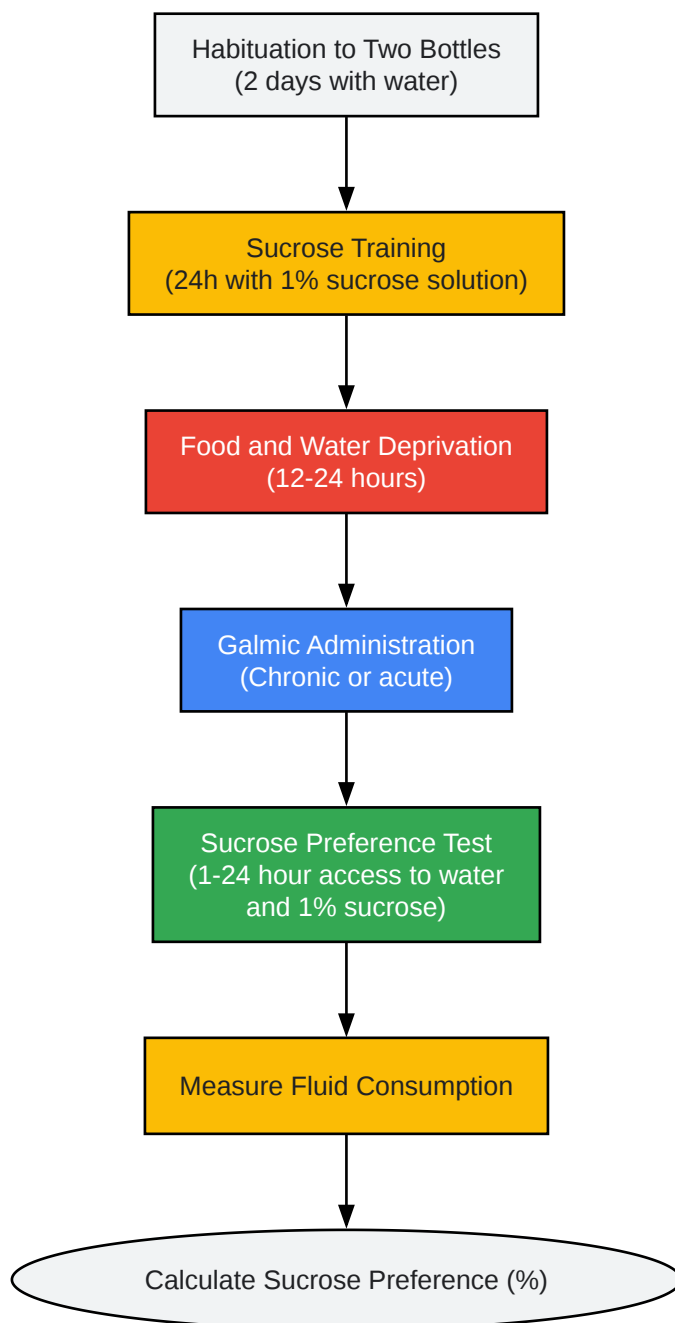 Habituation to Two Bottles
(2 days with water)
Sucrose Training
(24h with 1% sucrose solution)
Food and Water Deprivation
(12-24 hours)
Galmic Administration
(Chronic or acute)
Sucrose Preference Test
(1-24 hour access to water
and 1% sucrose)
Measure Fluid Consumption
Calculate Sucrose Preference (%)